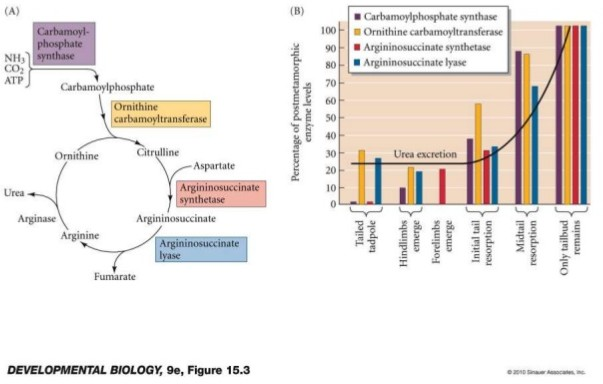 (A)
Carbamoyl-
phosphate
synthase
NH3
CO2
ATP
Carbamoylphosphate
Ornithine
carbamoyltransferase
Ornithine
Citrulline
Aspartate
Argininosuccinate
synthetase
Urea
Arginase
Argininosuccinate
Arginine
Argininosuccinate
lyase
Fumarate
(B)
Carbamoylphosphate synthase
Ornithine carbamoyltransferase
Argininosuccinate synthetase
Argininosuccinate lyase
Percentage of postmetamorphic
enzyme levels
100
90
80
70
60
50
40
30
20
10
0
Urea excretion
Tailed
tadpole
Hindlimbs
emerge
Forelimbs
emerge
Initial tail
resorption
Midtail
resorption
Only tailbud
remains
DEVELOPMENTAL BIOLOGY, 9e, Figure 15.3
© 2010 Sinauer Associates, Inc.